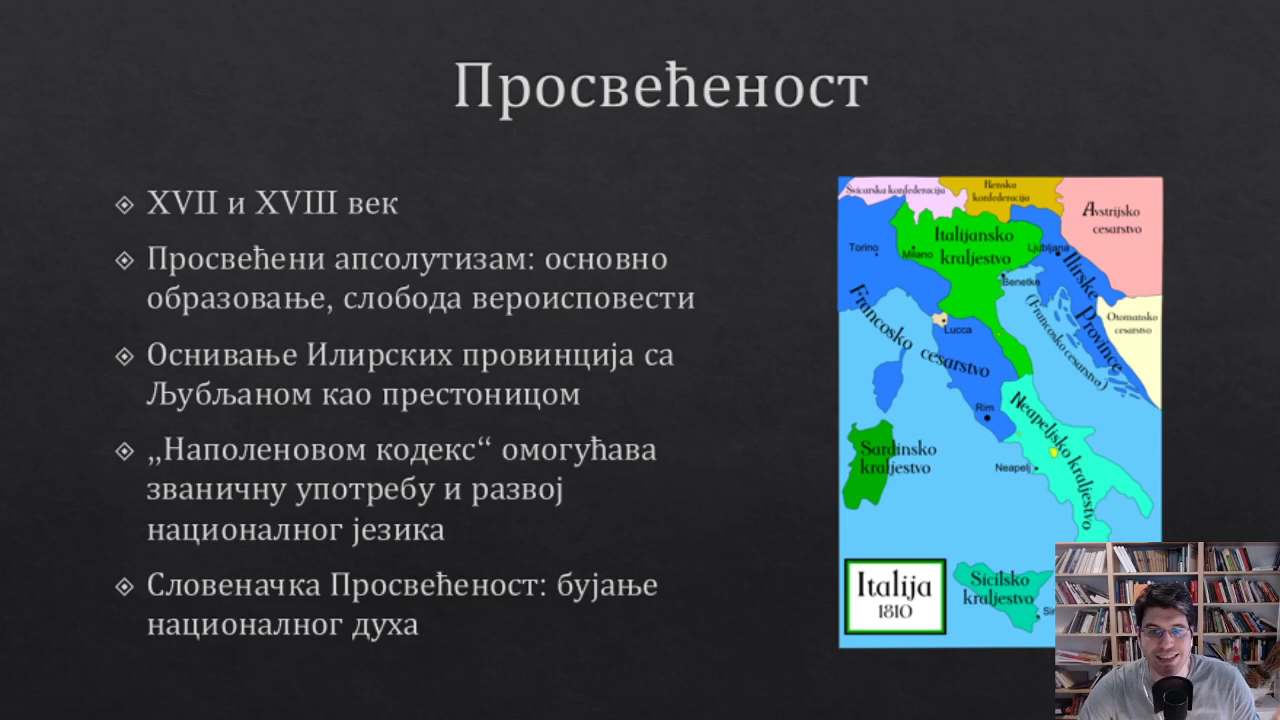 Просвећеност
XVII и XVIII век
Просвећени апсолутизам: основно
образовање, слобода вероисповести
Оснивање Илирских провинција са
Љубљаном као престоницом
„Наполеновом кодекс“ омогућава
званичну употребу и развој
националног језика
Словеначка Просвећеност: бујање
националног духа
Švicarska konfederacija
Renska
konfederacija
Avstrijsko
cesarstvo
Italijansko
kraljestvo
Torino
Milano
Ljubljana
Benetke
Ilirske Province
(Francosko cesarstvo)
Otomansko
cesarstvo
Francosko cesarstvo
Lucca
Rim
Neapeljsko kraljestvo
Sardinsko
kraljestvo
Neapelj
Italija
1810
Sicilsko
kraljestvo